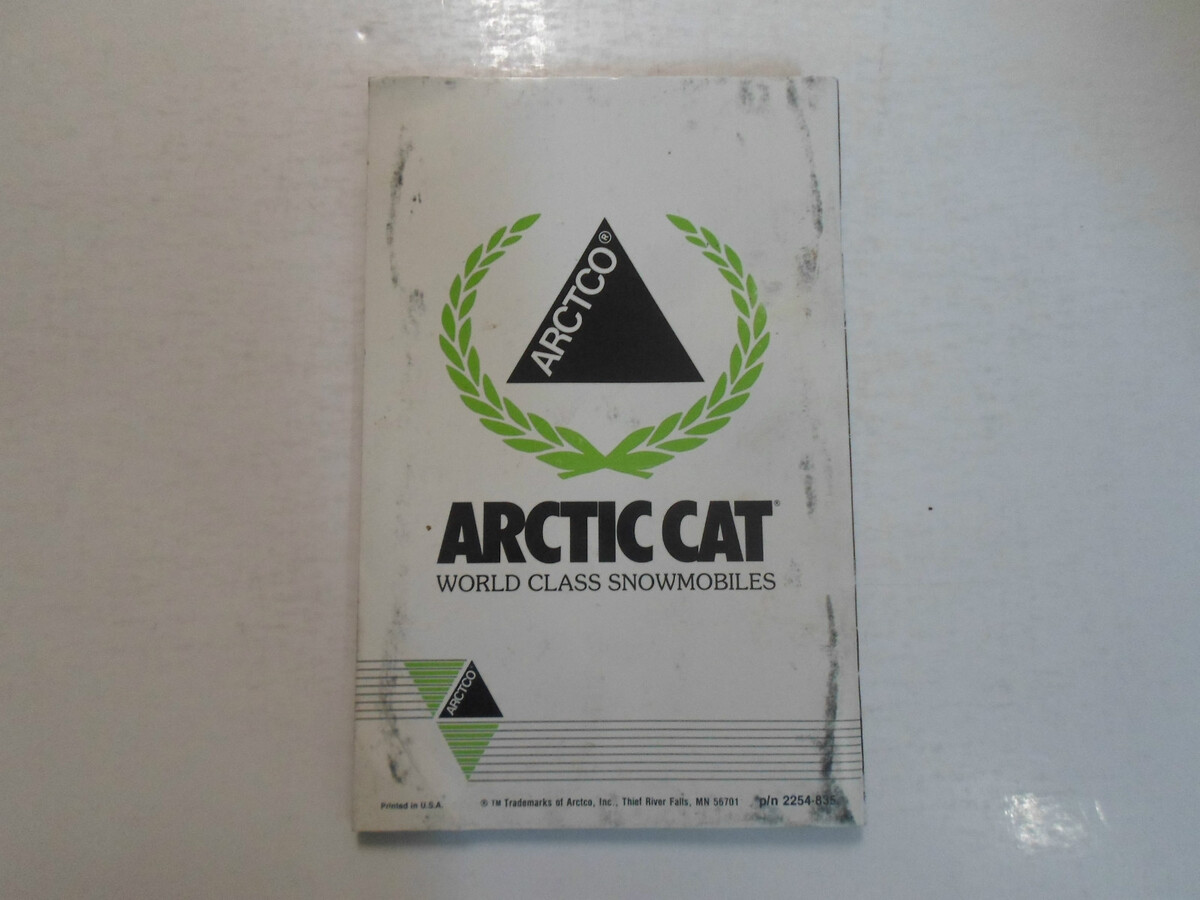 ARCTCO®
ARCTIC CAT®
WORLD CLASS SNOWMOBILES
ARCTCO
Printed in U.S.A. ® TM Trademarks of Arctco, Inc., Thief River Falls, MN 56701 p/n 2254-835